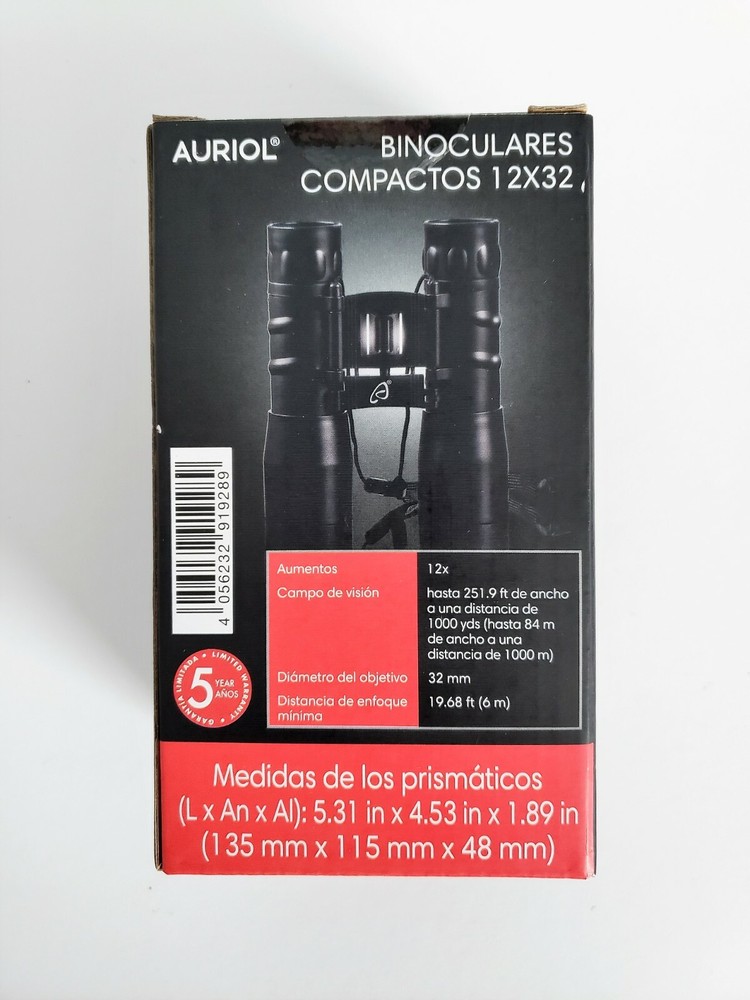 AURIOL®
BINOCULARES
COMPACTOS 12X32
4 056232 919289
GARANTÍA LIMITADA • LIMITED WARRANTY •
5 YEAR
AÑOS
Aumentos
12x
Campo de visión
hasta 251.9 ft de ancho
a una distancia de
1000 yds (hasta 84 m
de ancho a una
distancia de 1000 m)
Diámetro del objetivo
32 mm
Distancia de enfoque
mínima
19.68 ft (6 m)
Medidas de los prismáticos
(L x An x Al): 5.31 in x 4.53 in x 1.89 in
(135 mm x 115 mm x 48 mm)